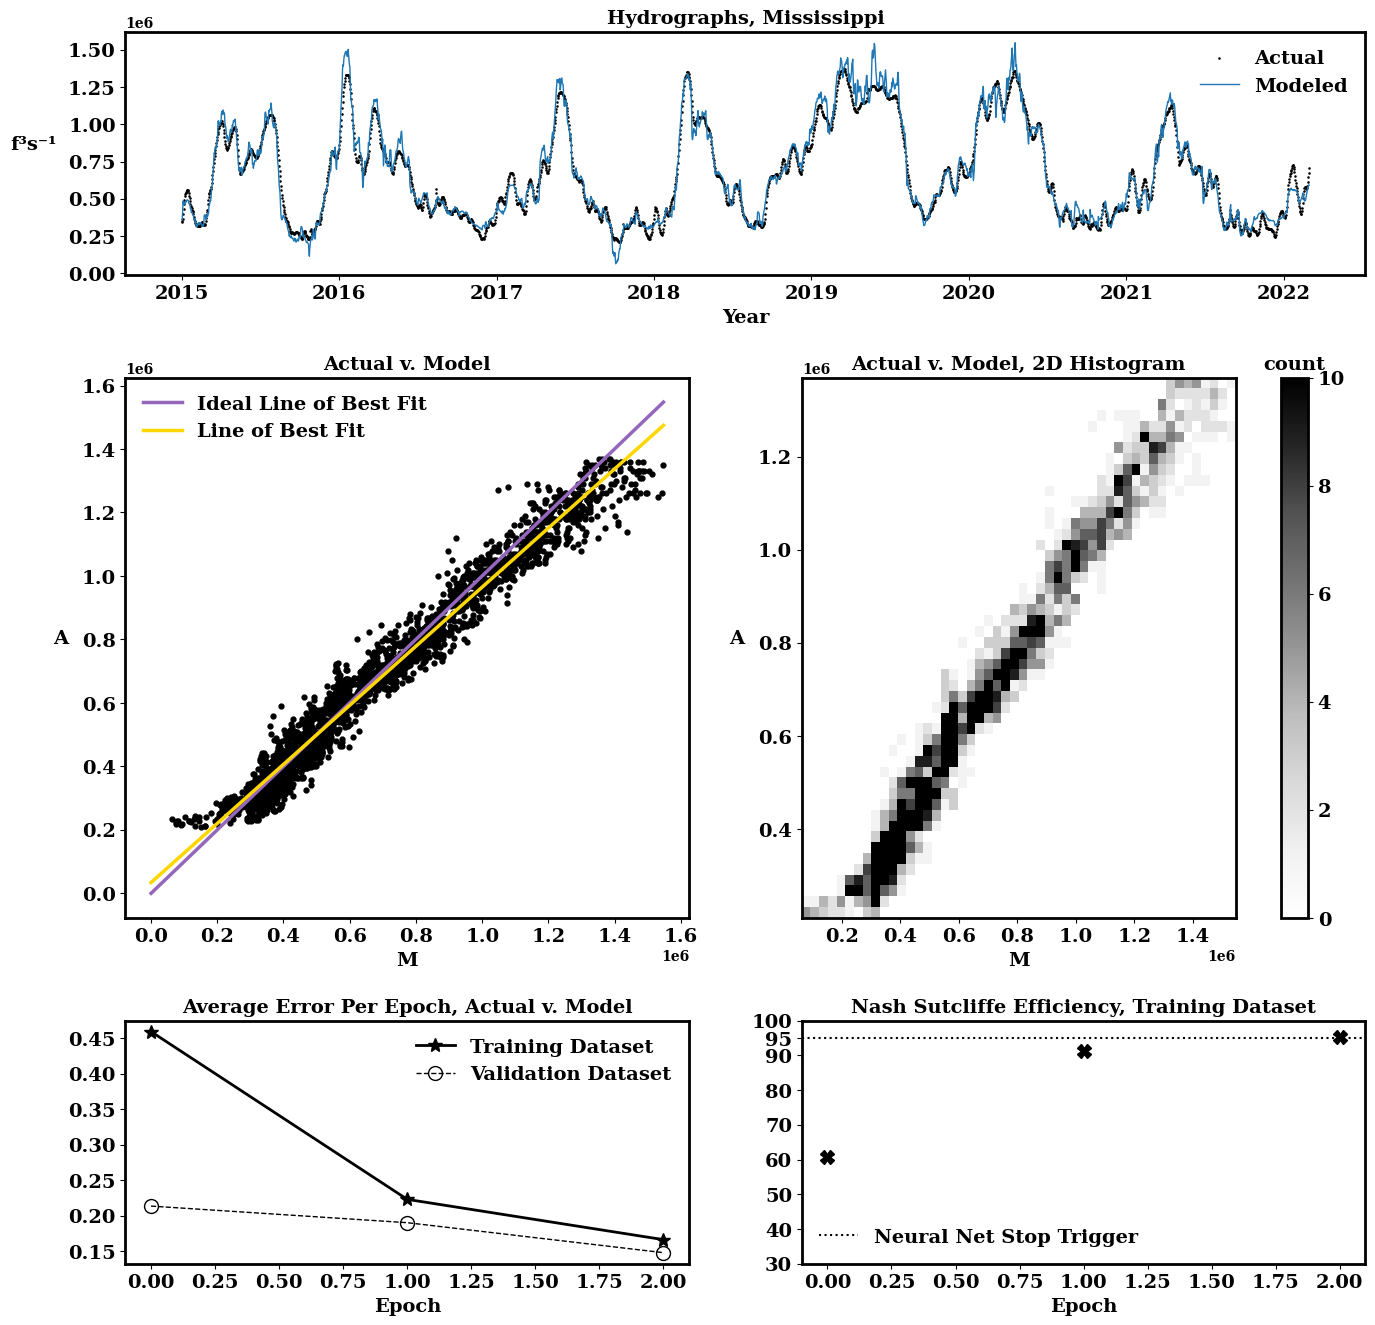 Hydrographs, Mississippi
1e6
1.50
1.25
1.00
0.75
0.50
0.25
0.00
f³s⁻¹
Actual
Modeled
2015 2016 2017 2018 2019 2020 2021 2022
Year
Actual v. Model
1e6
1.6
1.4
1.2
1.0
0.8
0.6
0.4
0.2
0.0
A
Ideal Line of Best Fit
Line of Best Fit
0.0 0.2 0.4 0.6 0.8 1.0 1.2 1.4 1.6
M
1e6
Actual v. Model, 2D Histogram
1e6
1.2
1.0
0.8
0.6
0.4
A
0.2 0.4 0.6 0.8 1.0 1.2 1.4
M
1e6
count
10
8
6
4
2
0
Average Error Per Epoch, Actual v. Model
0.45
0.40
0.35
0.30
0.25
0.20
0.15
Training Dataset
Validation Dataset
0.00 0.25 0.50 0.75 1.00 1.25 1.50 1.75 2.00
Epoch
Nash Sutcliffe Efficiency, Training Dataset
100
95
90
80
70
60
50
40
30
Neural Net Stop Trigger
0.00 0.25 0.50 0.75 1.00 1.25 1.50 1.75 2.00
Epoch